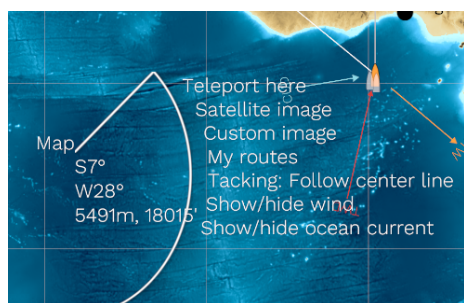 Teleport here
Satellite image
Custom image
Map
My routes
S7°
Tacking: Follow center line
W28°
Show/hide wind
5491m, 18015'
Show/hide ocean current